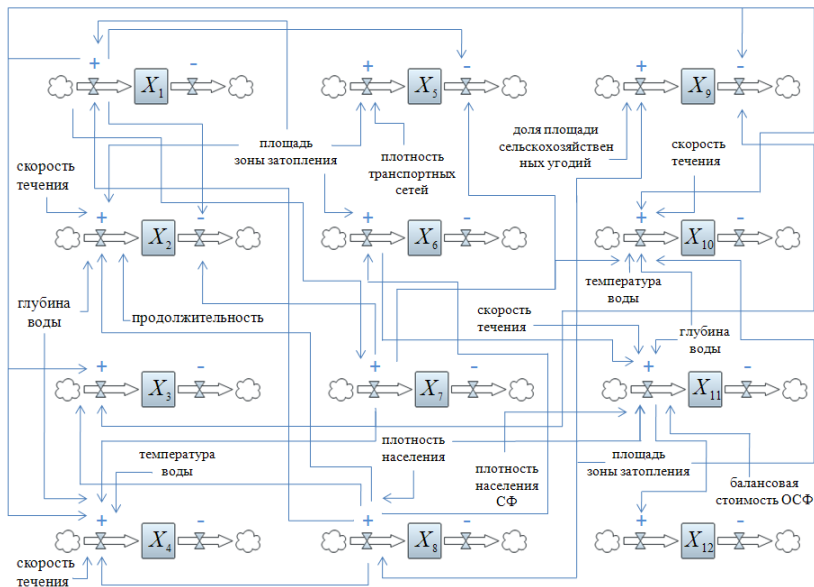 + - + - + -
X1 X5 X9
площадь
зоны затопления
плотность
транспортных
сетей
доля площади
сельскохозяйствен
ных угодий
скорость
течения
скорость
течения
+ - + - + -
X2 X6 X10
температура
воды
глубина
воды
продолжительность
скорость
течения
глубина
воды
+ - + - + -
X3 X7 X11
температура
воды
плотность
населения
плотность
населения
СФ
площадь
зоны затопления
балансовая
стоимость ОСФ
+ - + - + -
X4 X8 X12
скорость
течения